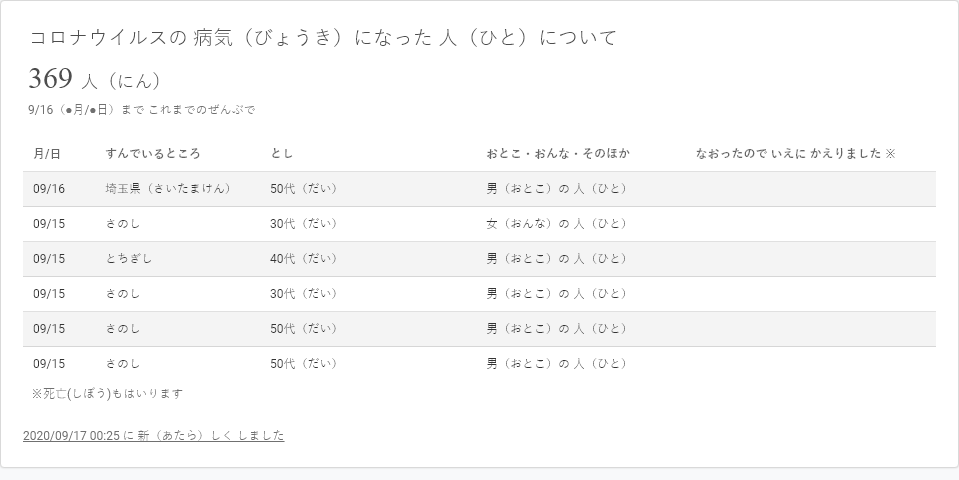 コロナウイルスの 病気（びょうき）になった 人（ひと）について
369 人（にん）
9/16（●月/●日）まで これまでのぜんぶで
月/日 すんでいるところ とし おとこ・おんな・そのほか なおったので いえに かえりました ※
09/16 埼玉県（さいたまけん） 50代（だい） 男（おとこ）の 人（ひと）
09/15 さのし 30代（だい） 女（おんな）の 人（ひと）
09/15 とちぎし 40代（だい） 男（おとこ）の 人（ひと）
09/15 さのし 30代（だい） 男（おとこ）の 人（ひと）
09/15 さのし 50代（だい） 男（おとこ）の 人（ひと）
09/15 さのし 50代（だい） 男（おとこ）の 人（ひと）
※死亡(しぼう)もはいります
2020/09/17 00:25 に 新（あたら）しく しました